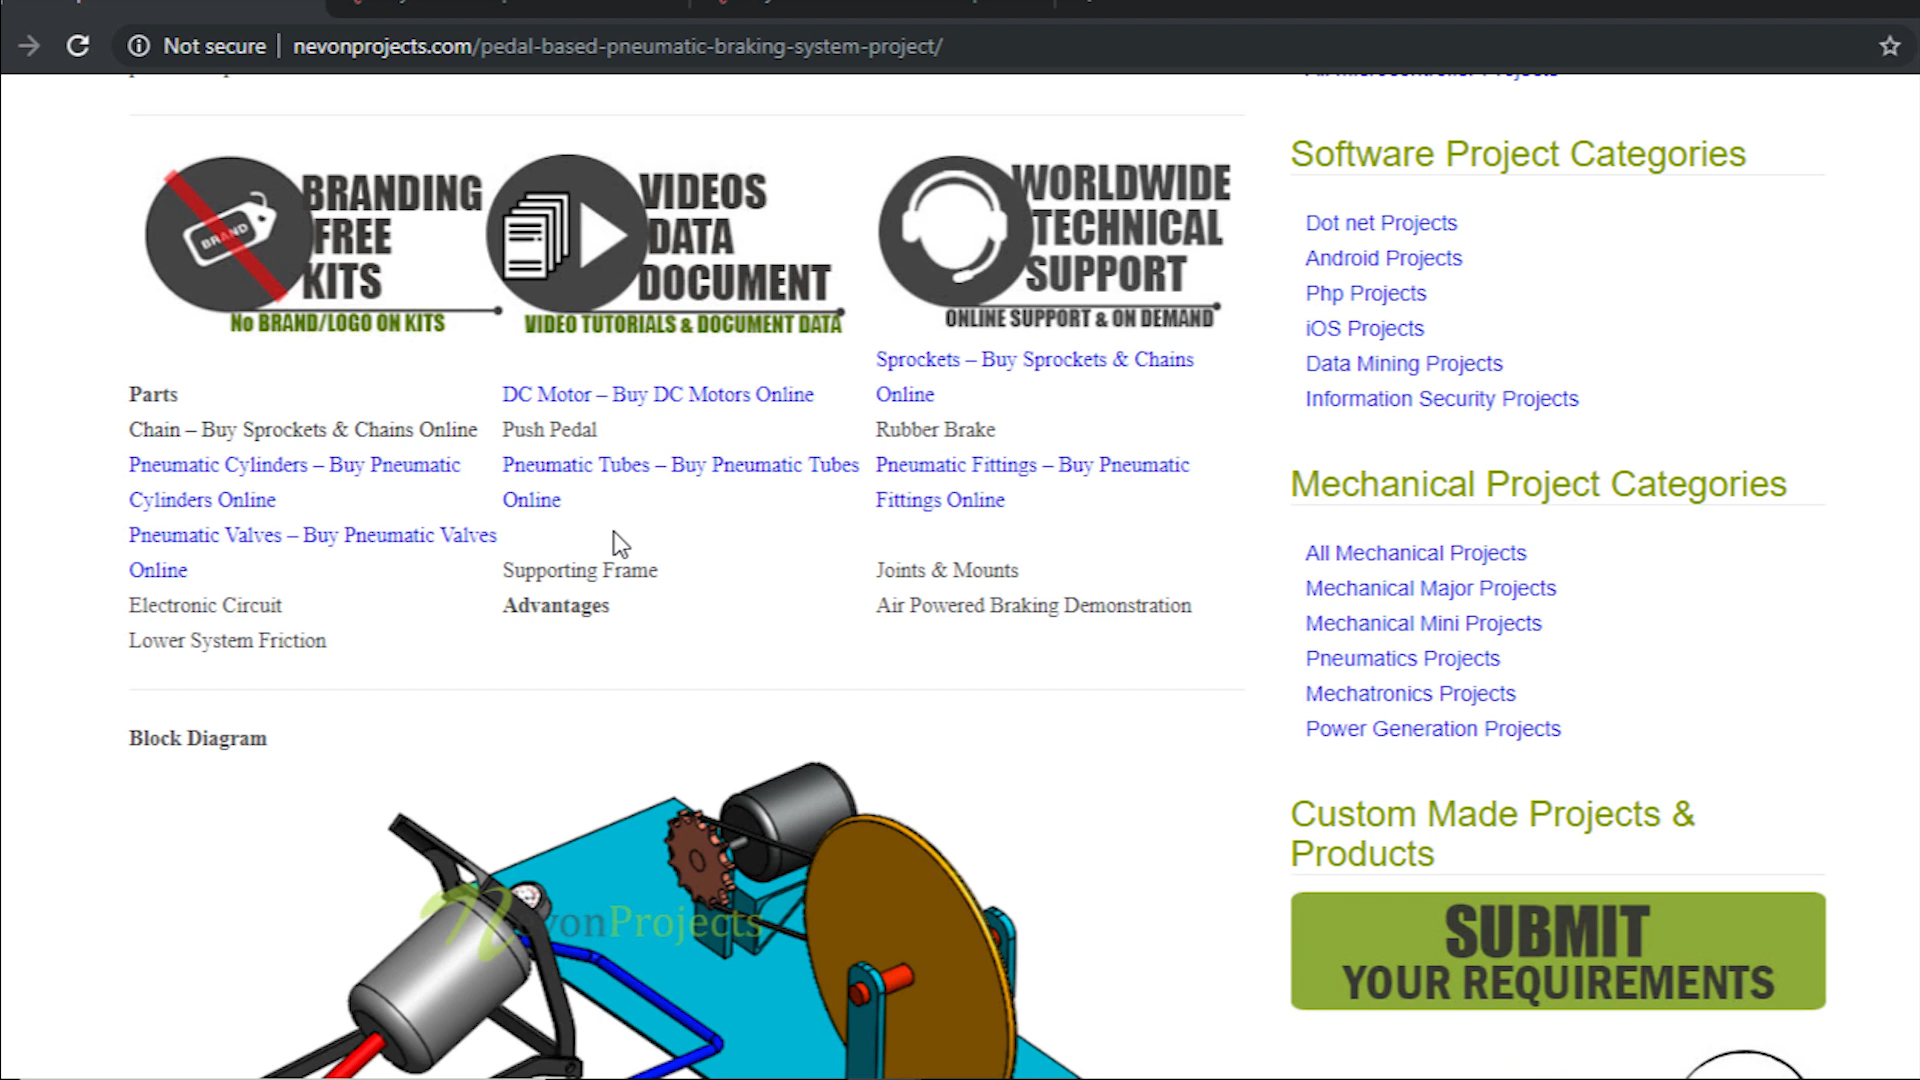 Not secure | nevonprojects.com/pedal-based-pneumatic-braking-system-project/
BRANDING
FREE
KITS
BRAND
No BRAND/LOGO ON KITS
VIDEOS
DATA
DOCUMENT
VIDEO TUTORIALS & DOCUMENT DATA
WORLDWIDE
TECHNICAL
SUPPORT
ONLINE SUPPORT & ON DEMAND
Parts
Chain – Buy Sprockets & Chains Online
Pneumatic Cylinders – Buy Pneumatic
Cylinders Online
Pneumatic Valves – Buy Pneumatic Valves
Online
Electronic Circuit
Lower System Friction
DC Motor – Buy DC Motors Online
Push Pedal
Pneumatic Tubes – Buy Pneumatic Tubes
Online
Supporting Frame
Advantages
Sprockets – Buy Sprockets & Chains
Online
Rubber Brake
Pneumatic Fittings – Buy Pneumatic
Fittings Online
Joints & Mounts
Air Powered Braking Demonstration
Block Diagram
NevonProjects
Software Project Categories
Dot net Projects
Android Projects
Php Projects
iOS Projects
Data Mining Projects
Information Security Projects
Mechanical Project Categories
All Mechanical Projects
Mechanical Major Projects
Mechanical Mini Projects
Pneumatics Projects
Mechatronics Projects
Power Generation Projects
Custom Made Projects &
Products
SUBMIT
YOUR REQUIREMENTS